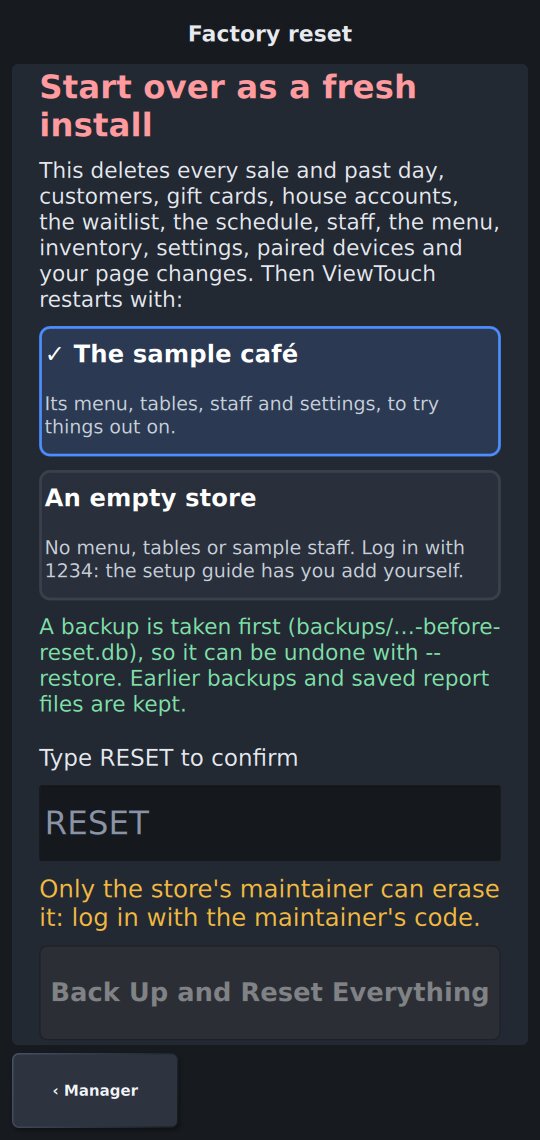 Factory reset
Start over as a fresh
install
This deletes every sale and past day,
customers, gift cards, house accounts,
the waitlist, the schedule, staff, the menu,
inventory, settings, paired devices and
your page changes. Then ViewTouch
restarts with:
✓ The sample café
Its menu, tables, staff and settings, to try
things out on.
An empty store
No menu, tables or sample staff. Log in with
1234: the setup guide has you add yourself.
A backup is taken first (backups/...-before-
reset.db), so it can be undone with --
restore. Earlier backups and saved report
files are kept.
Type RESET to confirm
RESET
Only the store's maintainer can erase
it: log in with the maintainer's code.
Back Up and Reset Everything
‹ Manager